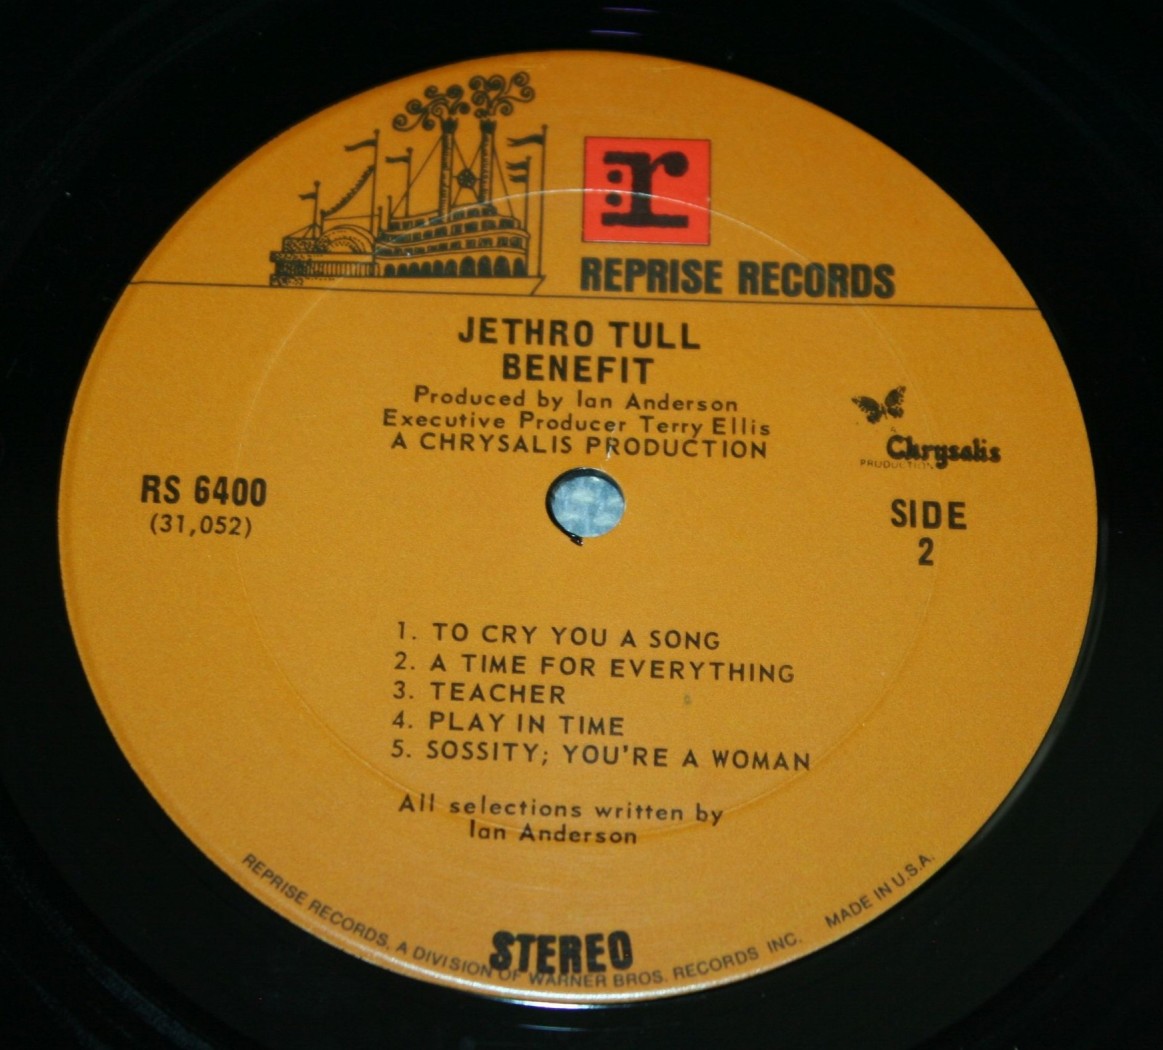 r
REPRISE RECORDS
JETHRO TULL
BENEFIT
Produced by Ian Anderson
Executive Producer Terry Ellis
A CHRYSALIS PRODUCTION
Chrysalis
PRODUCTION
RS 6400
(31,052)
SIDE
2
1. TO CRY YOU A SONG
2. A TIME FOR EVERYTHING
3. TEACHER
4. PLAY IN TIME
5. SOSSITY; YOU'RE A WOMAN
All selections written by
Ian Anderson
STEREO
REPRISE RECORDS, A DIVISION OF WARNER BROS. RECORDS INC. MADE IN U.S.A.